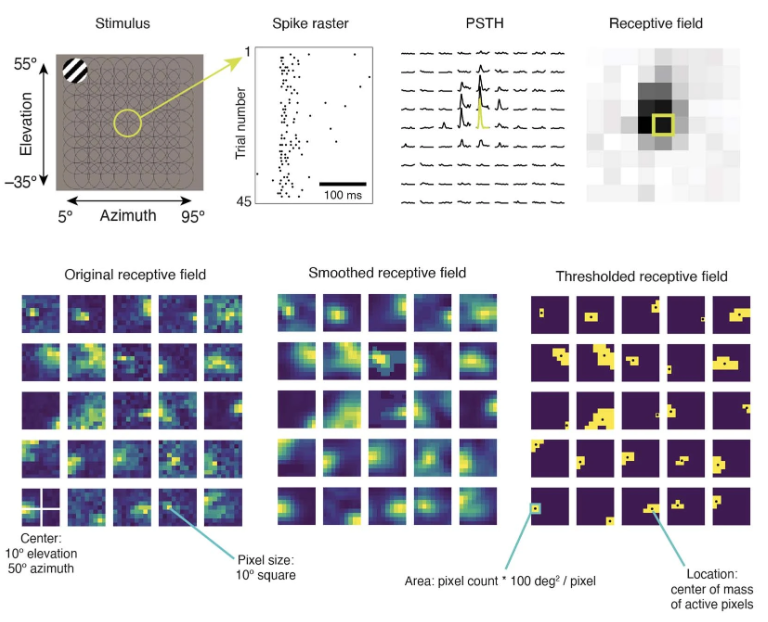 Stimulus
Spike raster
PSTH
Receptive field
55º
Elevation
–35º
5º
Azimuth
95º
1
Trial number
45
100 ms
Original receptive field
Smoothed receptive field
Thresholded receptive field
Center:
10º elevation
50º azimuth
Pixel size:
10º square
Area: pixel count * 100 deg² / pixel
Location:
center of mass
of active pixels